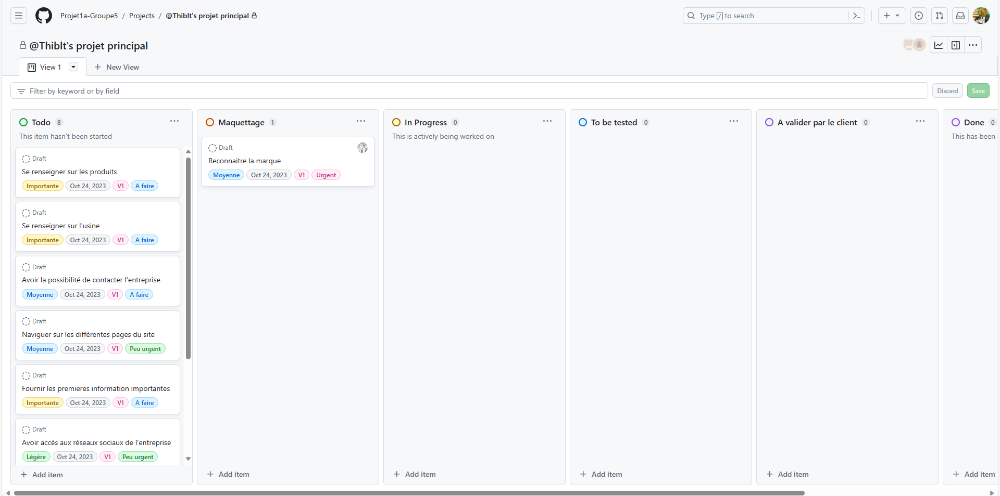 Projet1a-Groupe5 / Projects / @Thiblt's projet principal
Type / to search
@Thiblt's projet principal
View 1
New View
Filter by keyword or by field
Discard
Save
Todo 8
This item hasn't been started
Draft
Se renseigner sur les produits
Importante Oct 24, 2023 V1 A faire
Draft
Se renseigner sur l'usine
Importante Oct 24, 2023 V1 A faire
Draft
Avoir la possibilité de contacter l'entreprise
Moyenne Oct 24, 2023 V1 A faire
Draft
Naviguer sur les différentes pages du site
Moyenne Oct 24, 2023 V1 Peu urgent
Draft
Fournir les premieres information importantes
Importante Oct 24, 2023 V1 A faire
Draft
Avoir accès aux réseaux sociaux de l'entreprise
Légère Oct 24, 2023 V1 Peu urgent
Add item
Maquettage 1
Draft
Reconnaitre la marque
Moyenne Oct 24, 2023 V1 Urgent
Add item
In Progress 0
This is actively being worked on
Add item
To be tested 0
Add item
A valider par le client 0
Add item
Done 0
This has been
Add item